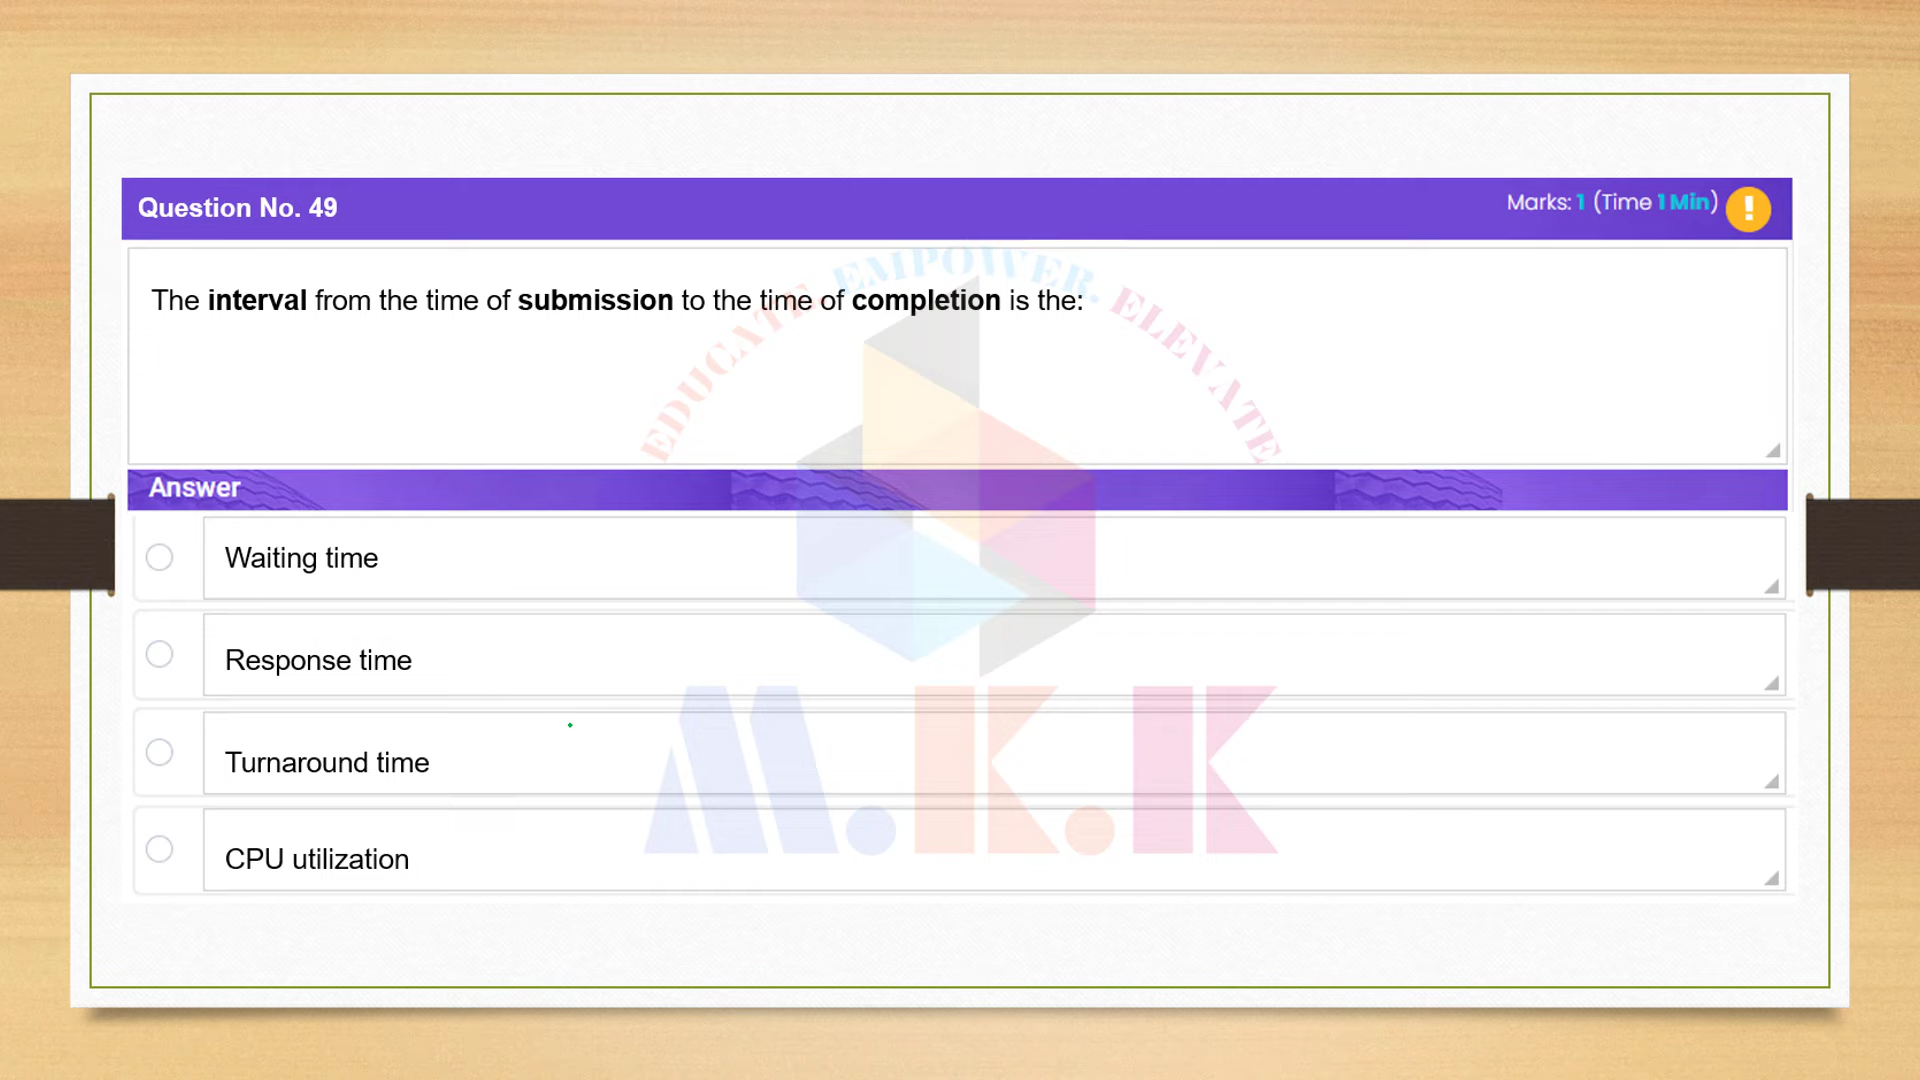 Question No. 49
Marks: 1 (Time 1 Min)
!
The interval from the time of submission to the time of completion is the:
EDUCATE. EMPOWER. ELEVATE
Answer
Waiting time
Response time
Turnaround time
CPU utilization
M.K.K